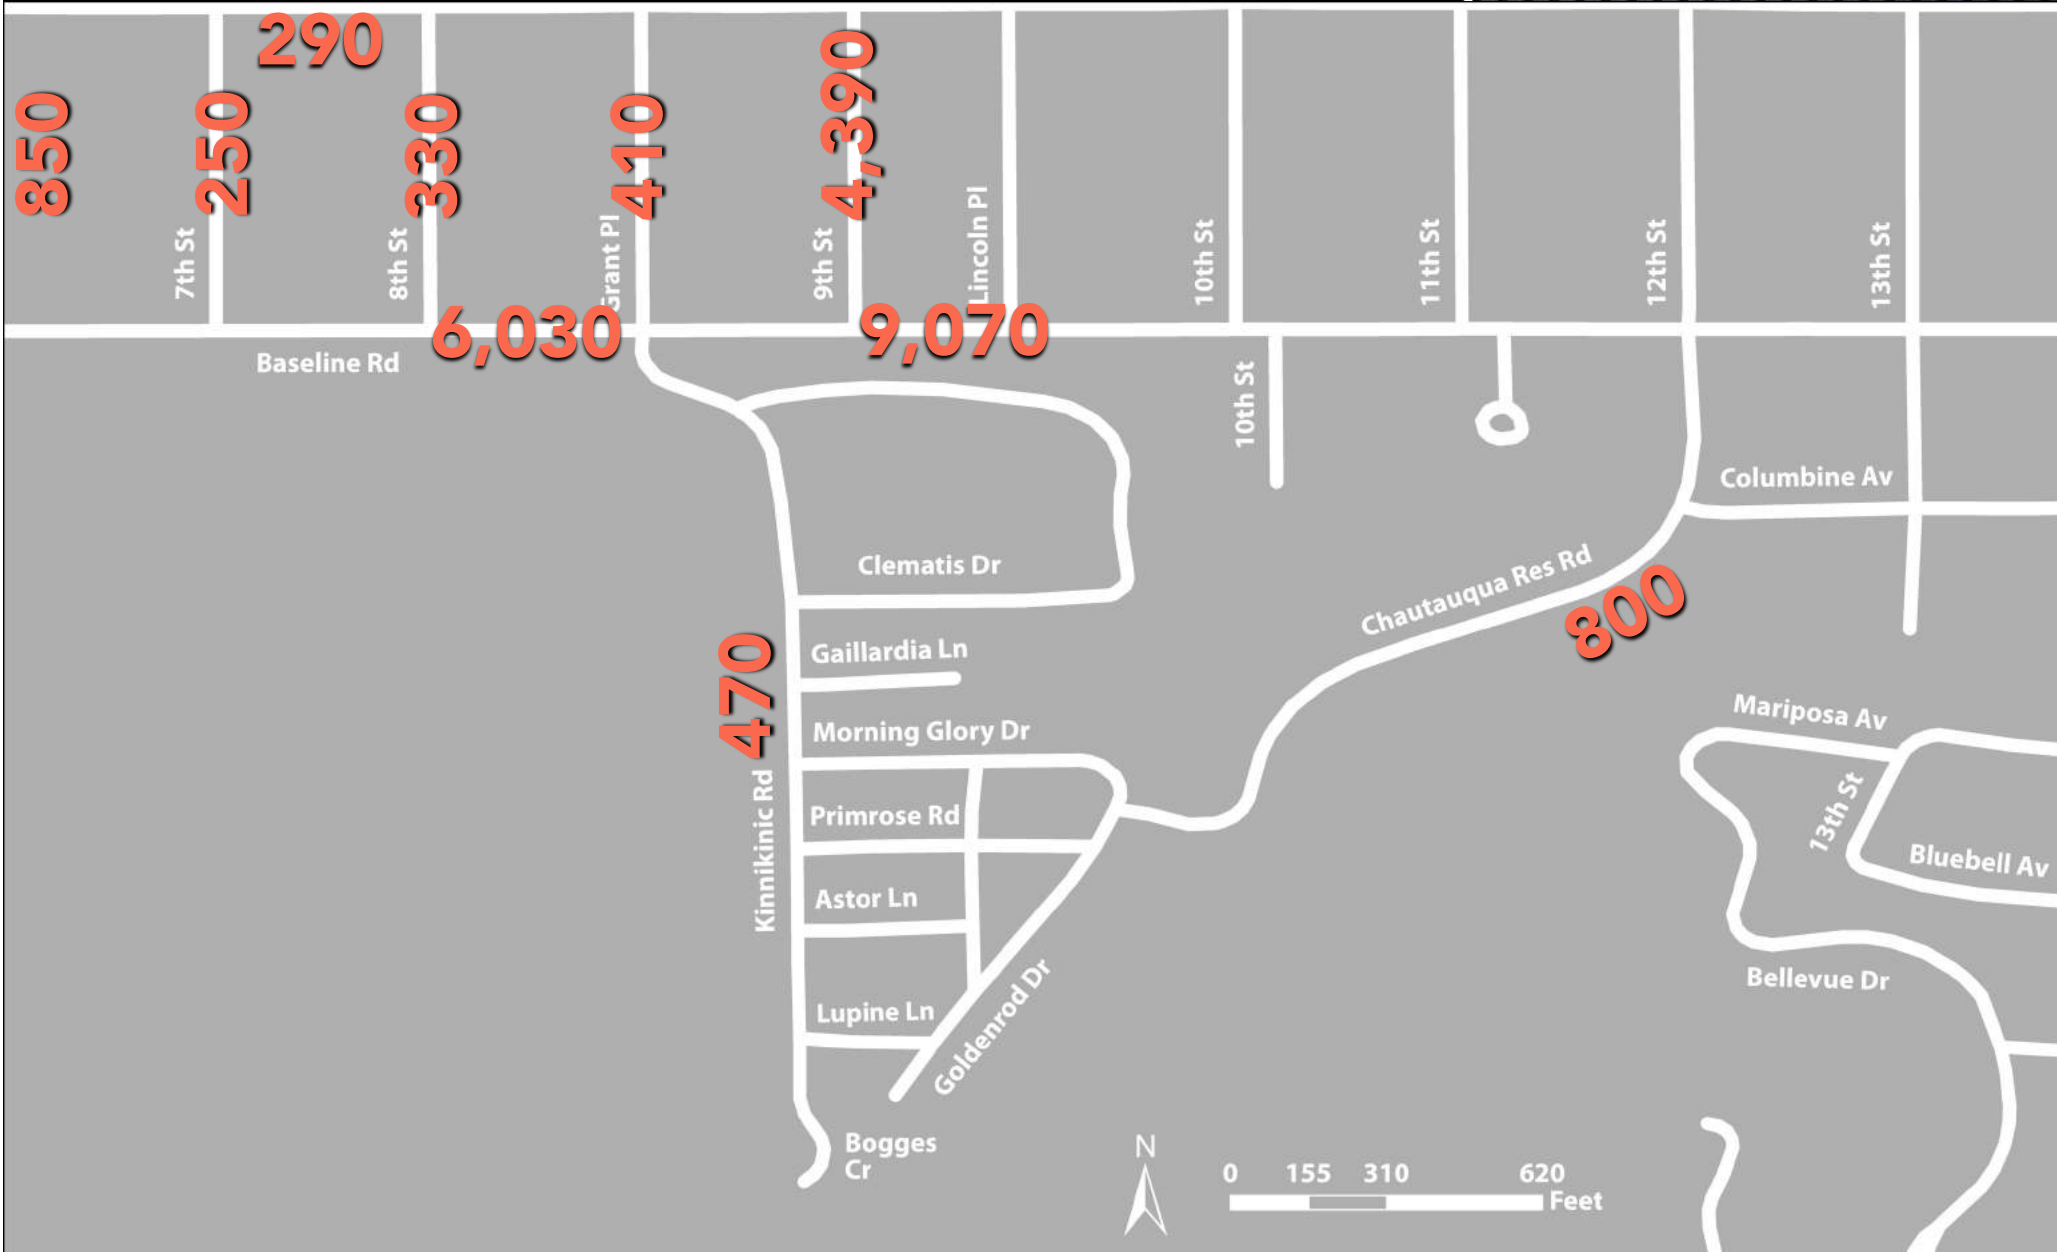 290
850
250
330
410
4,390
7th St
8th St
Grant Pl
9th St
Lincoln Pl
10th St
11th St
12th St
13th St
6,030
9,070
Baseline Rd
10th St
Columbine Av
Clematis Dr
Chautauqua Res Rd
800
470
Gaillardia Ln
Morning Glory Dr
Mariposa Av
Kinnikinic Rd
Primrose Rd
13th St
Bluebell Av
Astor Ln
Bellevue Dr
Lupine Ln
Goldenrod Dr
Bogges
Cr
N
0 155 310 620
Feet